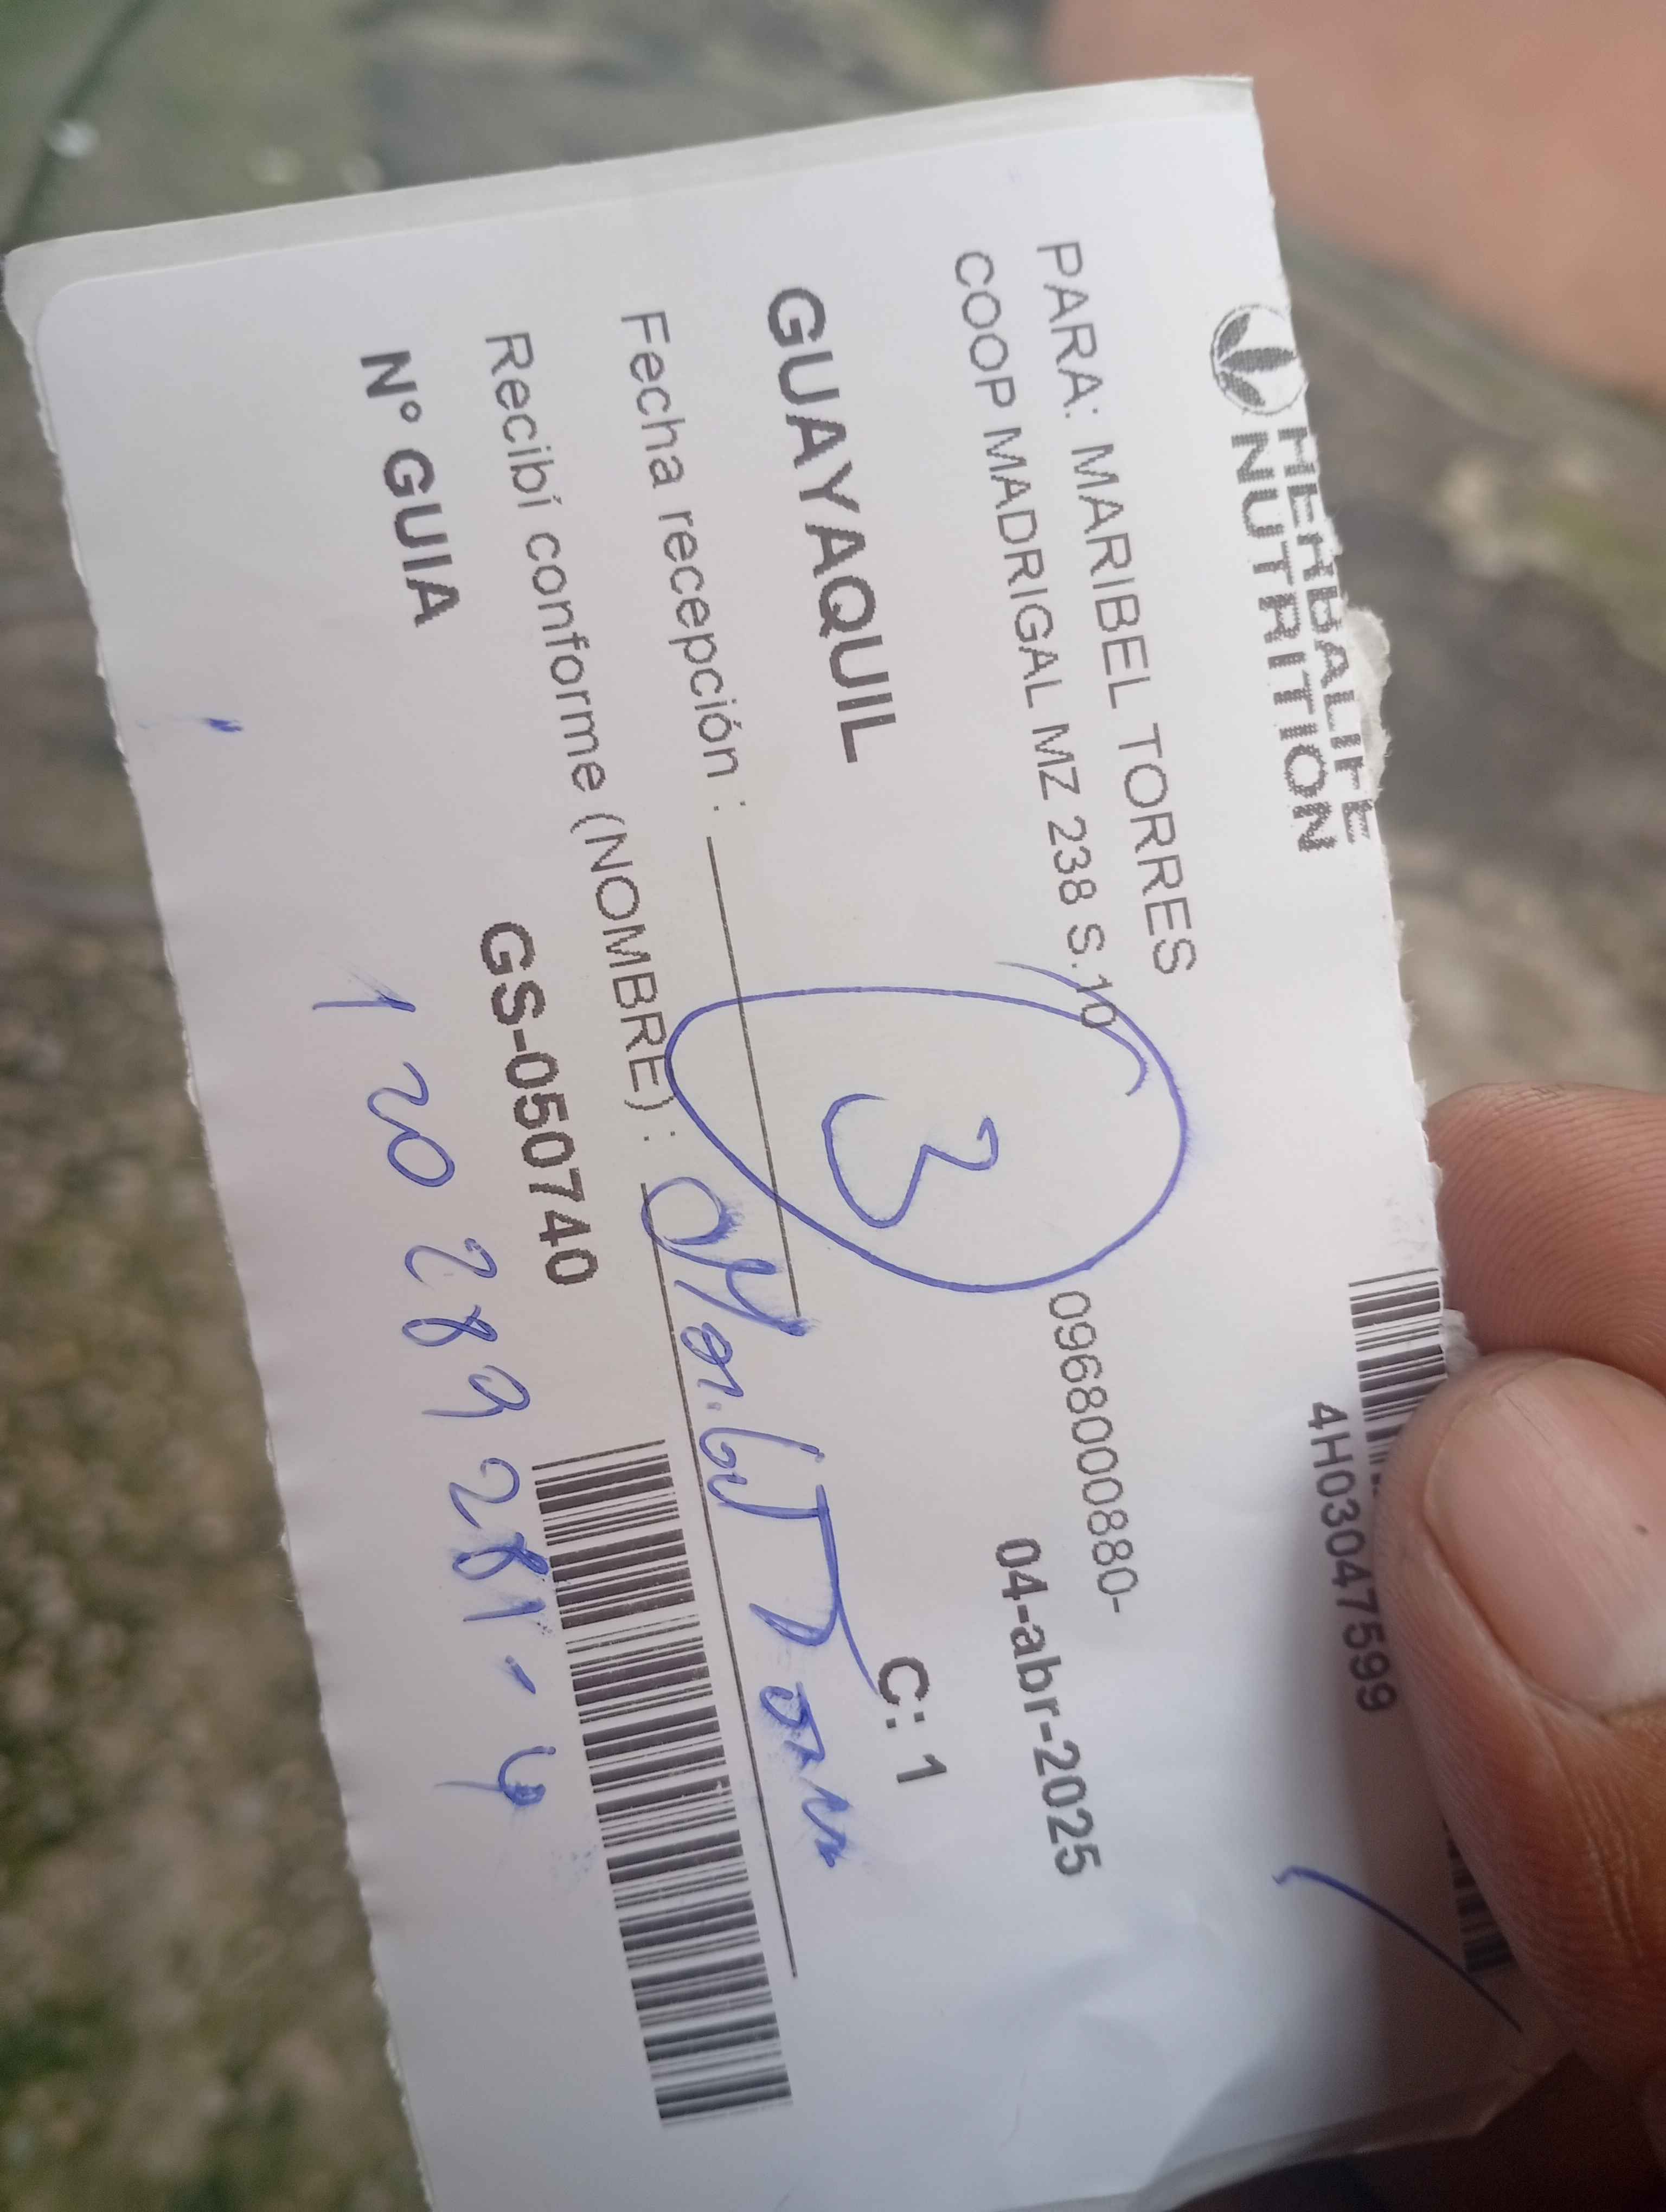 HERBALIFE
NUTRITION
4H03047599
PARA: MARIBEL TORRES
COOP MADRIGAL MZ 238 S.10
0968000880-
04-abr-2025
3
GUAYAQUIL
C: 1
Fecha recepción :
Recibí conforme (NOMBRE) :
Nº GUIA
GS-050740
120289281-4